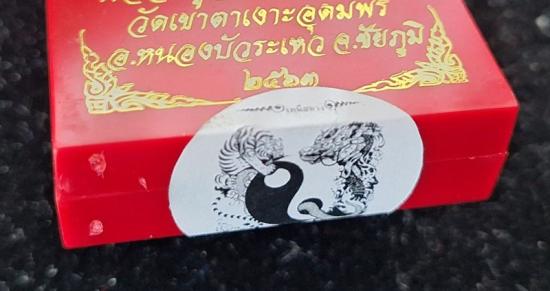 วัดเขาตาเงาะอุดมพร
อ.หนองบัวระเหว จ.ชัยภูมิ
๒๕๖๓